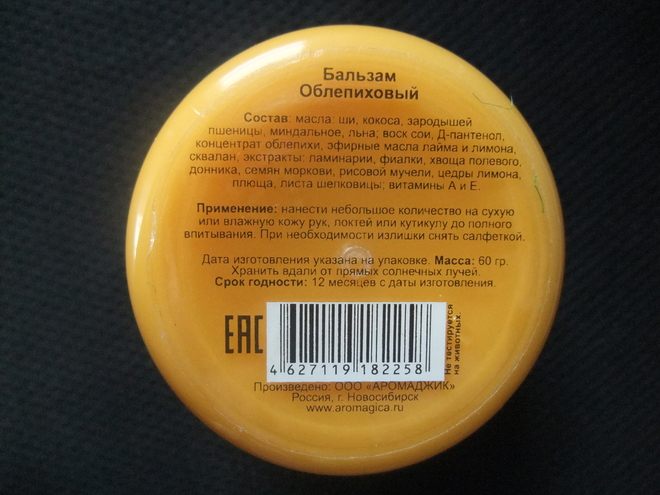 Бальзам
Облепиховый
Состав: масла: ши, кокоса, зародышей
пшеницы, миндальное, льна; воск сои, Д-пантенол,
концентрат облепихи, эфирные масла лайма и лимона,
сквалан, экстракты: ламинарии, фиалки, хвоща полевого,
донника, семян моркови, рисовой мучели, цедры лимона,
плюща, листа шелковицы; витамины А и Е.
Применение: нанести небольшое количество на сухую
или влажную кожу рук, локтей или кутикулу до полного
впитывания. При необходимости излишки снять салфеткой.
Дата изготовления указана на упаковке. Масса: 60 гр.
Хранить вдали от прямых солнечных лучей.
Срок годности: 12 месяцев с даты изготовления.
EAC
4 627119 182258
Не тестируется
на животных
Произведено: ООО «АРОМАДЖИК»
Россия, г. Новосибирск
www.aromagica.ru